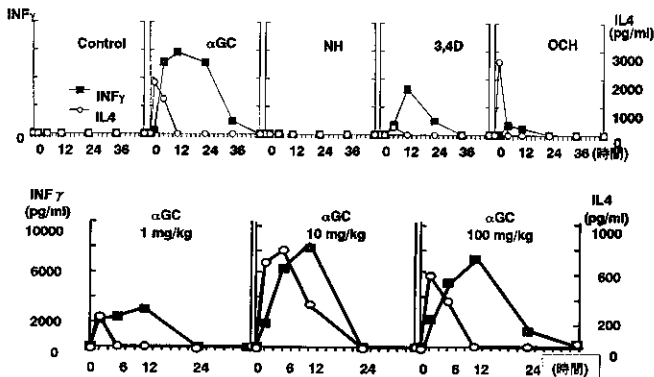 INFγ
Control
αGC
NH
3,4D
OCH
IL4
(pg/ml)
3000
2000
1000
0
INFγ
IL4
0
0 12 24 36
0 12 24 36
0 12 24 36
0 12 24 36
0 12 24 36 (時間)
INFγ
(pg/ml)
10000
6000
2000
0
αGC
1 mg/kg
αGC
10 mg/kg
αGC
100 mg/kg
IL4
(pg/ml)
1000
600
200
0
0 6 12 24
0 6 12 24
0 6 12 24 (時間)